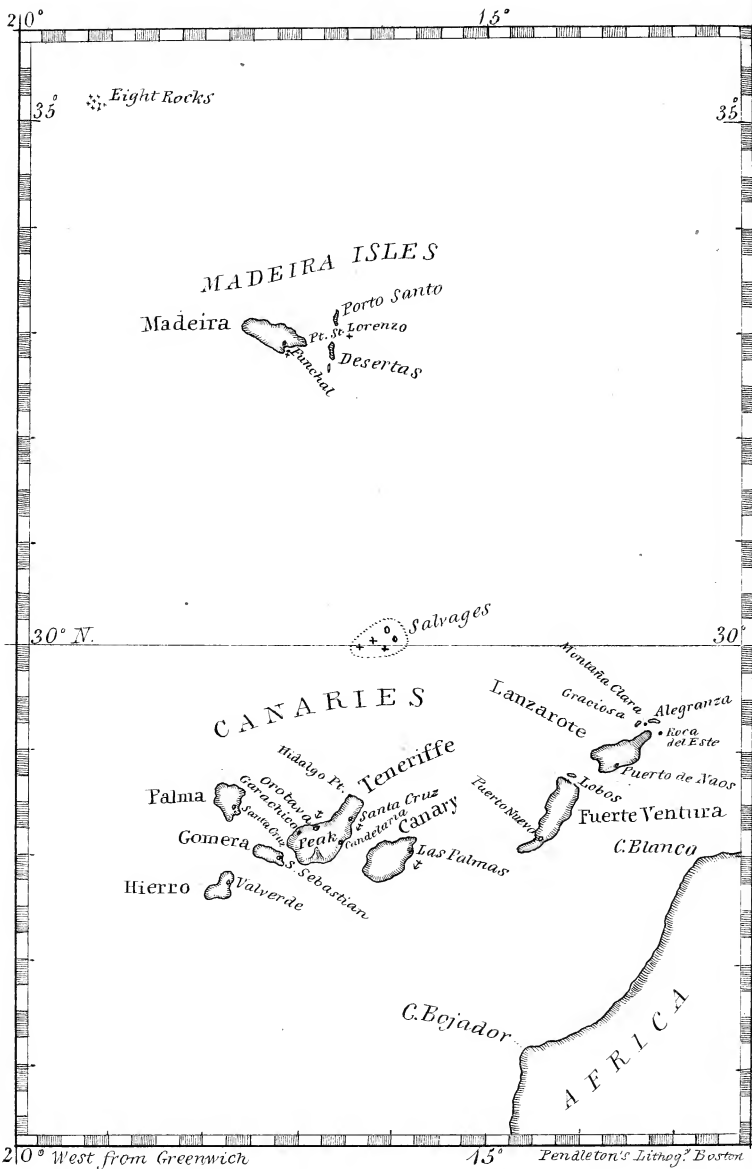 20° 15°
Eight Rocks
35° 35°
MADEIRA ISLES
Porto Santo
Madeira
Pt. St. Lorenzo
Funchal
Desertas
Salvages
30° N. 30°
Montaña Clara
Graciosa
Alegranza
Lanzarote
Roca
del Este
CANARIES
Puerto de Naos
Hidalgo Pt.
Teneriffe
Lobos
Orotava
Garachico
Palma
Santa Cruz
Santa Cruz
Candelaria
Peak
Canary
Puerto Nuevo
Fuerte Ventura
Gomera
Las Palmas
C. Blanco
S. Sebastian
Hierro
Valverde
C. Bojador
AFRICA
20° West from Greenwich 15° Pendleton's Lithogy. Boston